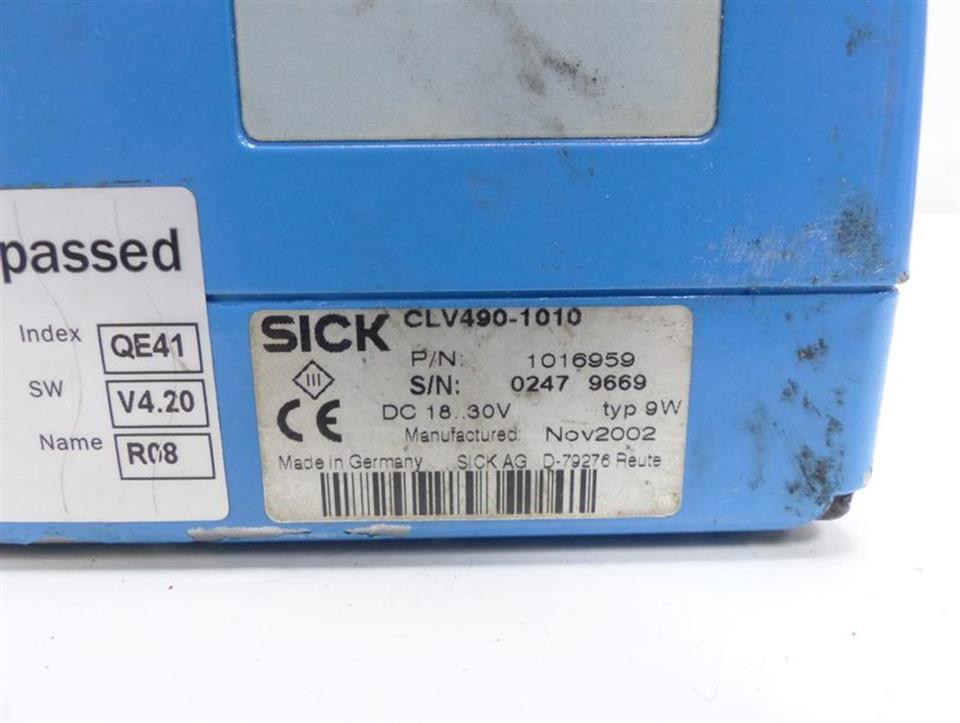 passed
Index QE41
SW V4.20
Name R08
SICK CLV490-1010
P/N: 1016959
III
S/N: 0247 9669
CE DC 18..30V typ 9W
Manufactured: Nov2002
Made in Germany SICK AG D-79276 Reute